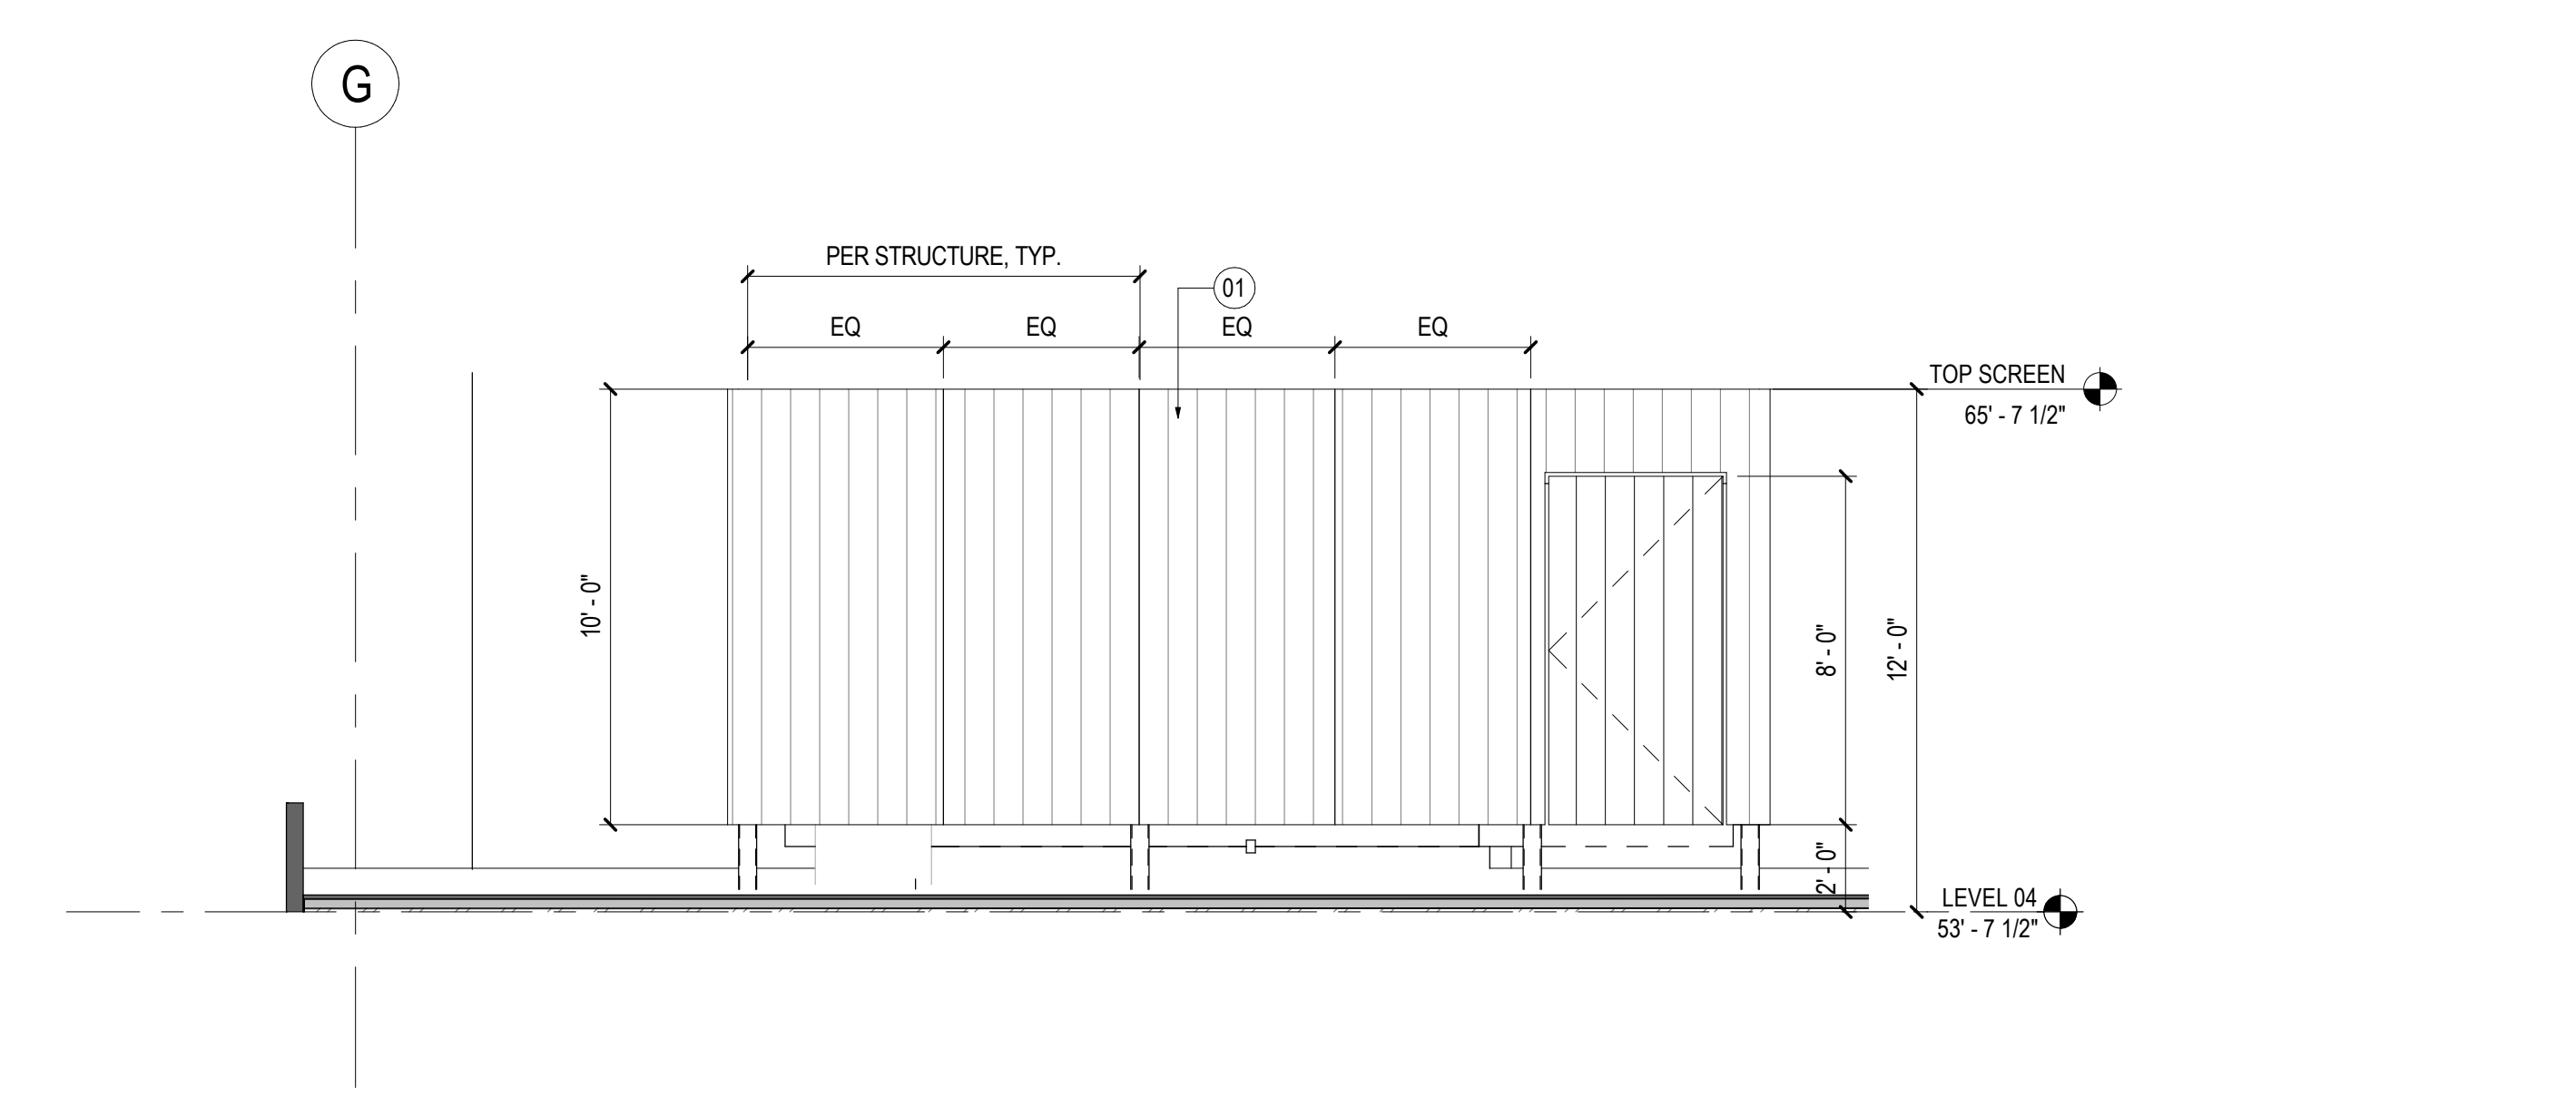 G
PER STRUCTURE, TYP.
01
EQ
EQ
EQ
EQ
TOP SCREEN
65' - 7 1/2"
10' - 0"
8' - 0"
12' - 0"
2' - 0"
LEVEL 04
53' - 7 1/2"